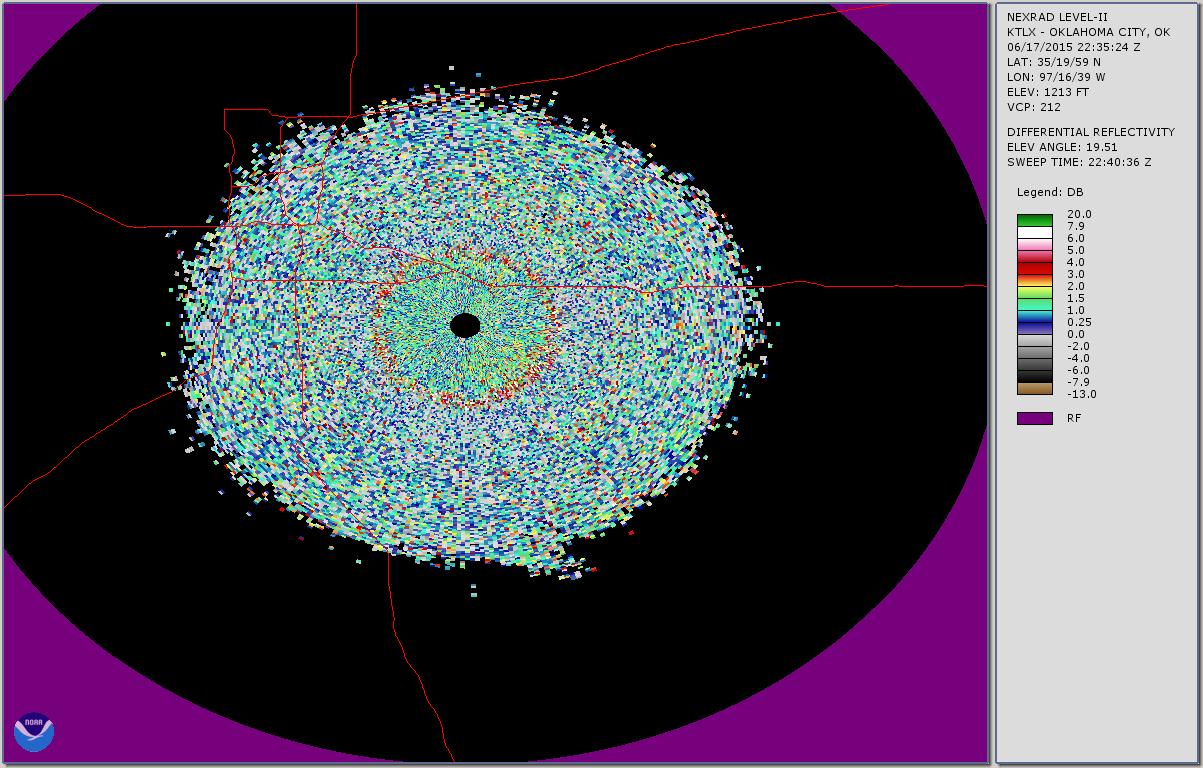 NEXRAD LEVEL-II
KTLX - OKLAHOMA CITY, OK
06/17/2015 22:35:24 Z
LAT: 35/19/59 N
LON: 97/16/39 W
ELEV: 1213 FT
VCP: 212
DIFFERENTIAL REFLECTIVITY
ELEV ANGLE: 19.51
SWEEP TIME: 22:40:36 Z
Legend: DB
20.0
7.9
6.0
5.0
4.0
3.0
2.0
1.5
1.0
0.25
0.0
-2.0
-4.0
-6.0
-7.9
-13.0
RF
NOAA